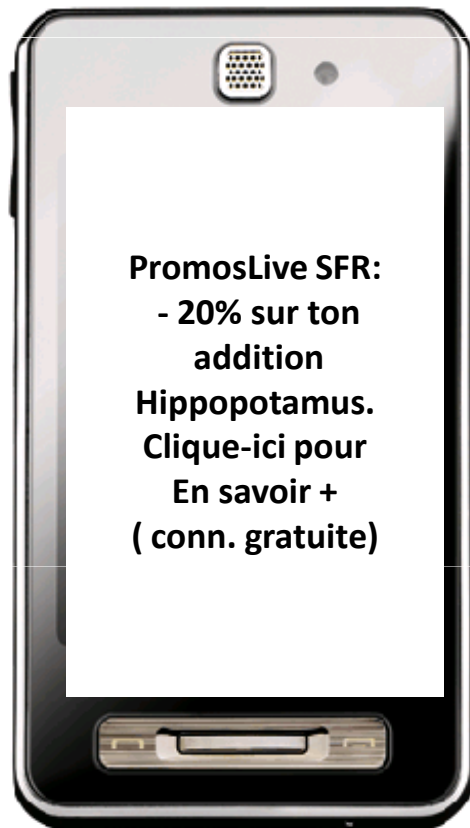 PromosLive SFR:
- 20% sur ton
addition
Hippopotamus.
Clique-ici pour
En savoir +
( conn. gratuite)